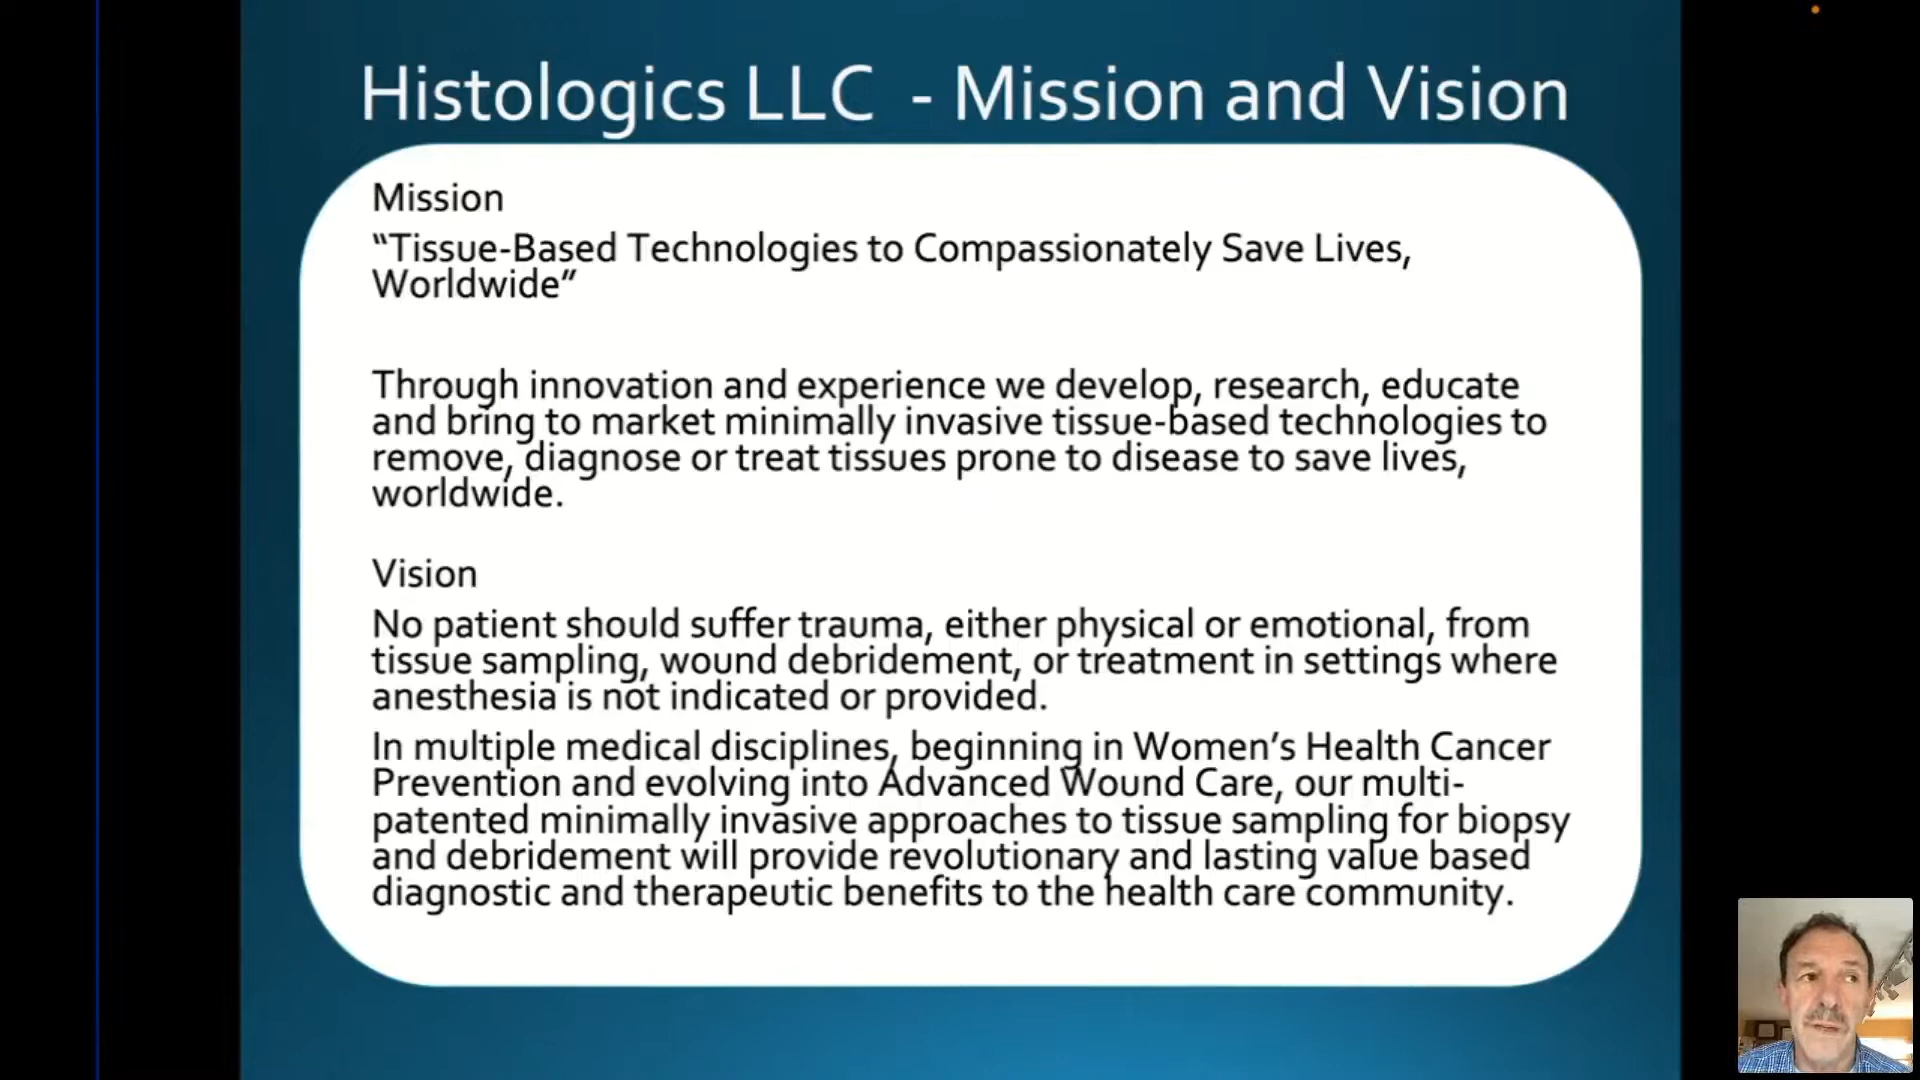 Histologics LLC - Mission and Vision
Mission
“Tissue-Based Technologies to Compassionately Save Lives,
Worldwide”
Through innovation and experience we develop, research, educate
and bring to market minimally invasive tissue-based technologies to
remove, diagnose or treat tissues prone to disease to save lives,
worldwide.
Vision
No patient should suffer trauma, either physical or emotional, from
tissue sampling, wound debridement, or treatment in settings where
anesthesia is not indicated or provided.
In multiple medical disciplines, beginning in Women’s Health Cancer
Prevention and evolving into Advanced Wound Care, our multi-
patented minimally invasive approaches to tissue sampling for biopsy
and debridement will provide revolutionary and lasting value based
diagnostic and therapeutic benefits to the health care community.